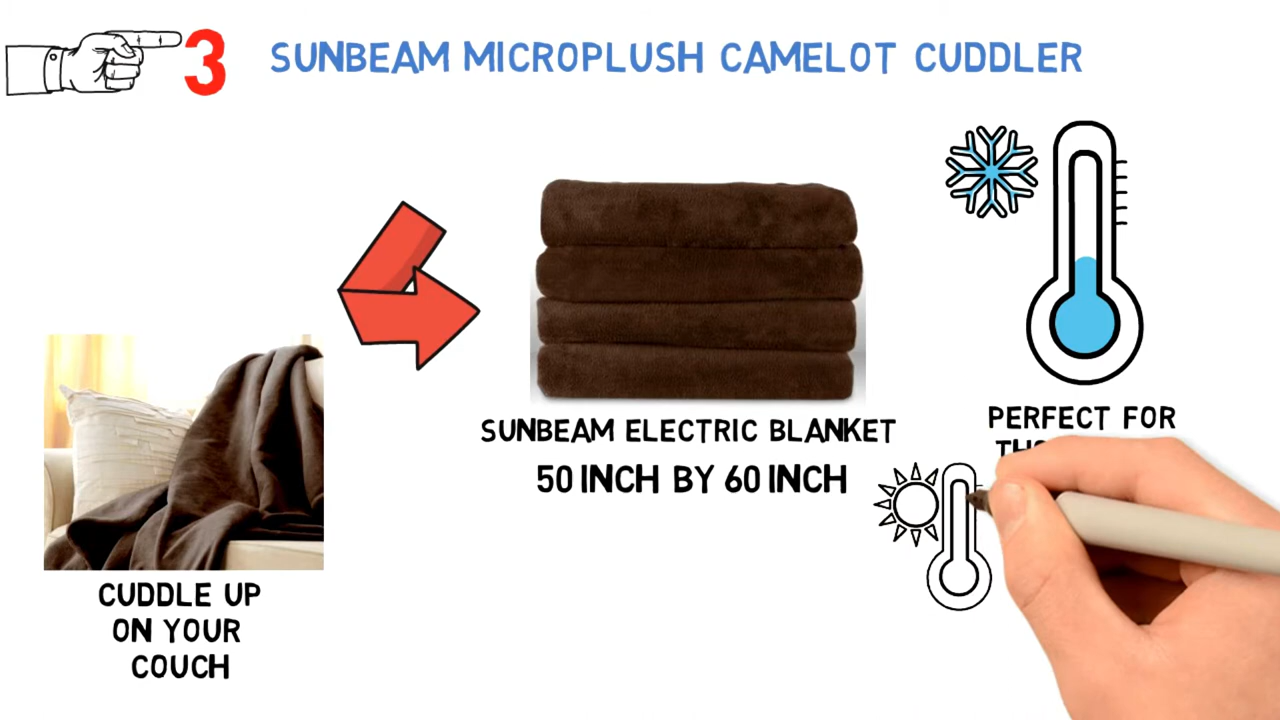 3 SUNBEAM MICROPLUSH CAMELOT CUDDLER
SUNBEAM ELECTRIC BLANKET
50 INCH BY 60 INCH
PERFECT FOR
CUDDLE UP
ON YOUR
COUCH